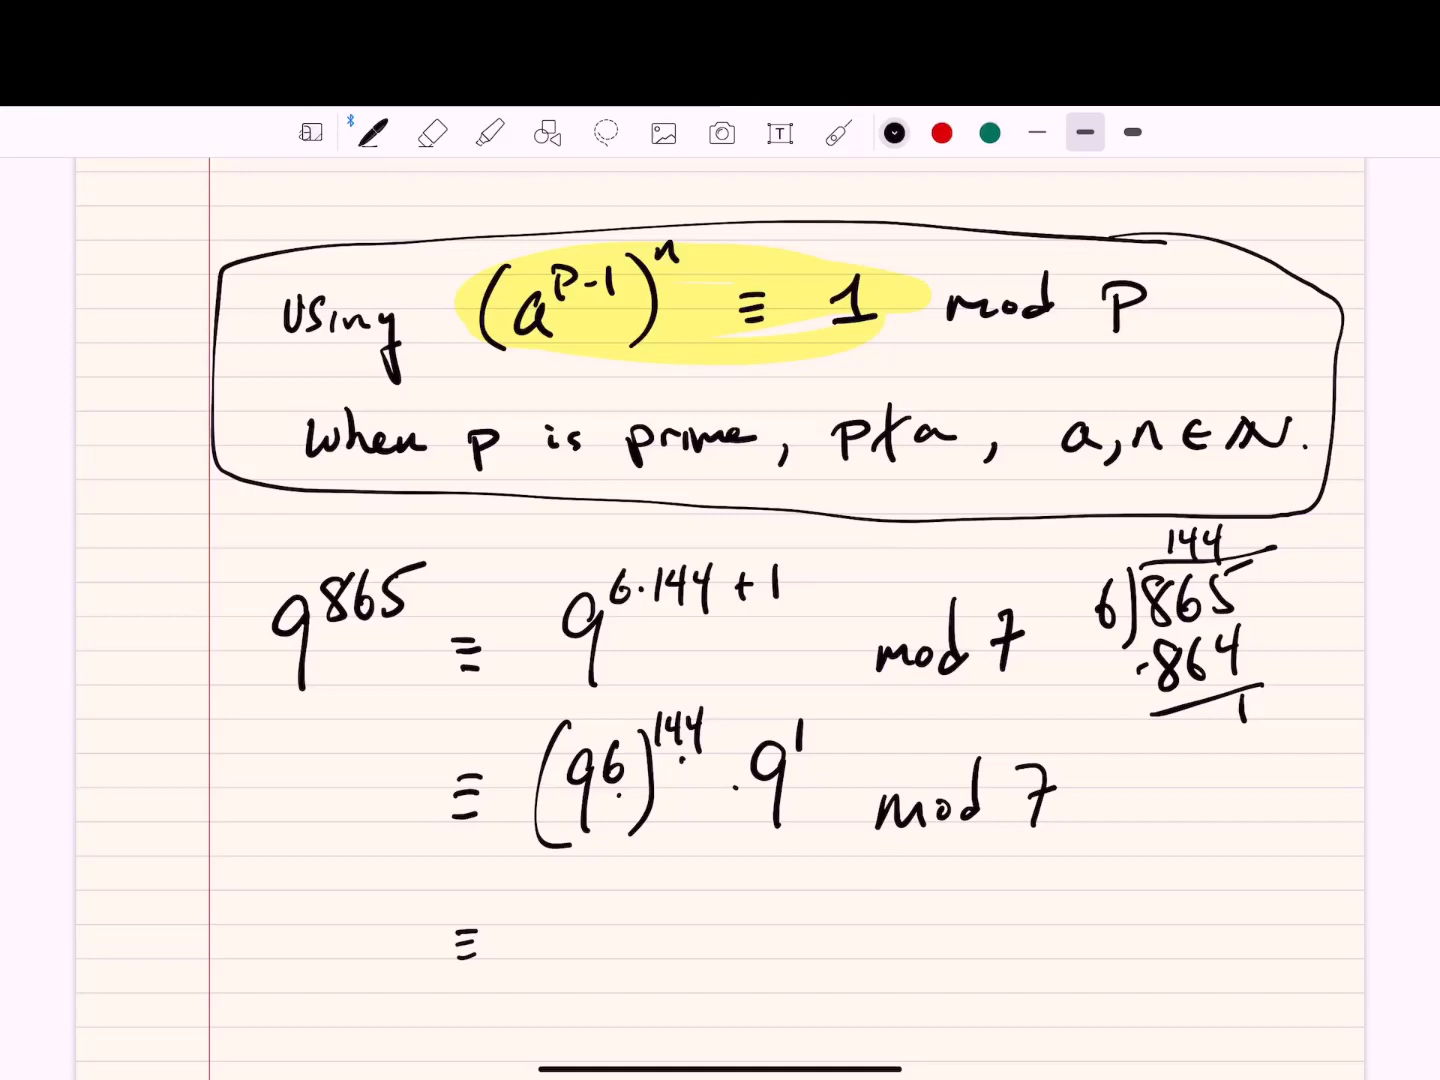 Using (a^{p-1})^n ≡ 1 mod p
when p is prime, p∤a, a, n ∈ ℕ.
9^{865} ≡ 9^{6·144+1} mod 7
144
6)865
-864
1
≡ (9^6)^{144} · 9^1 mod 7
≡